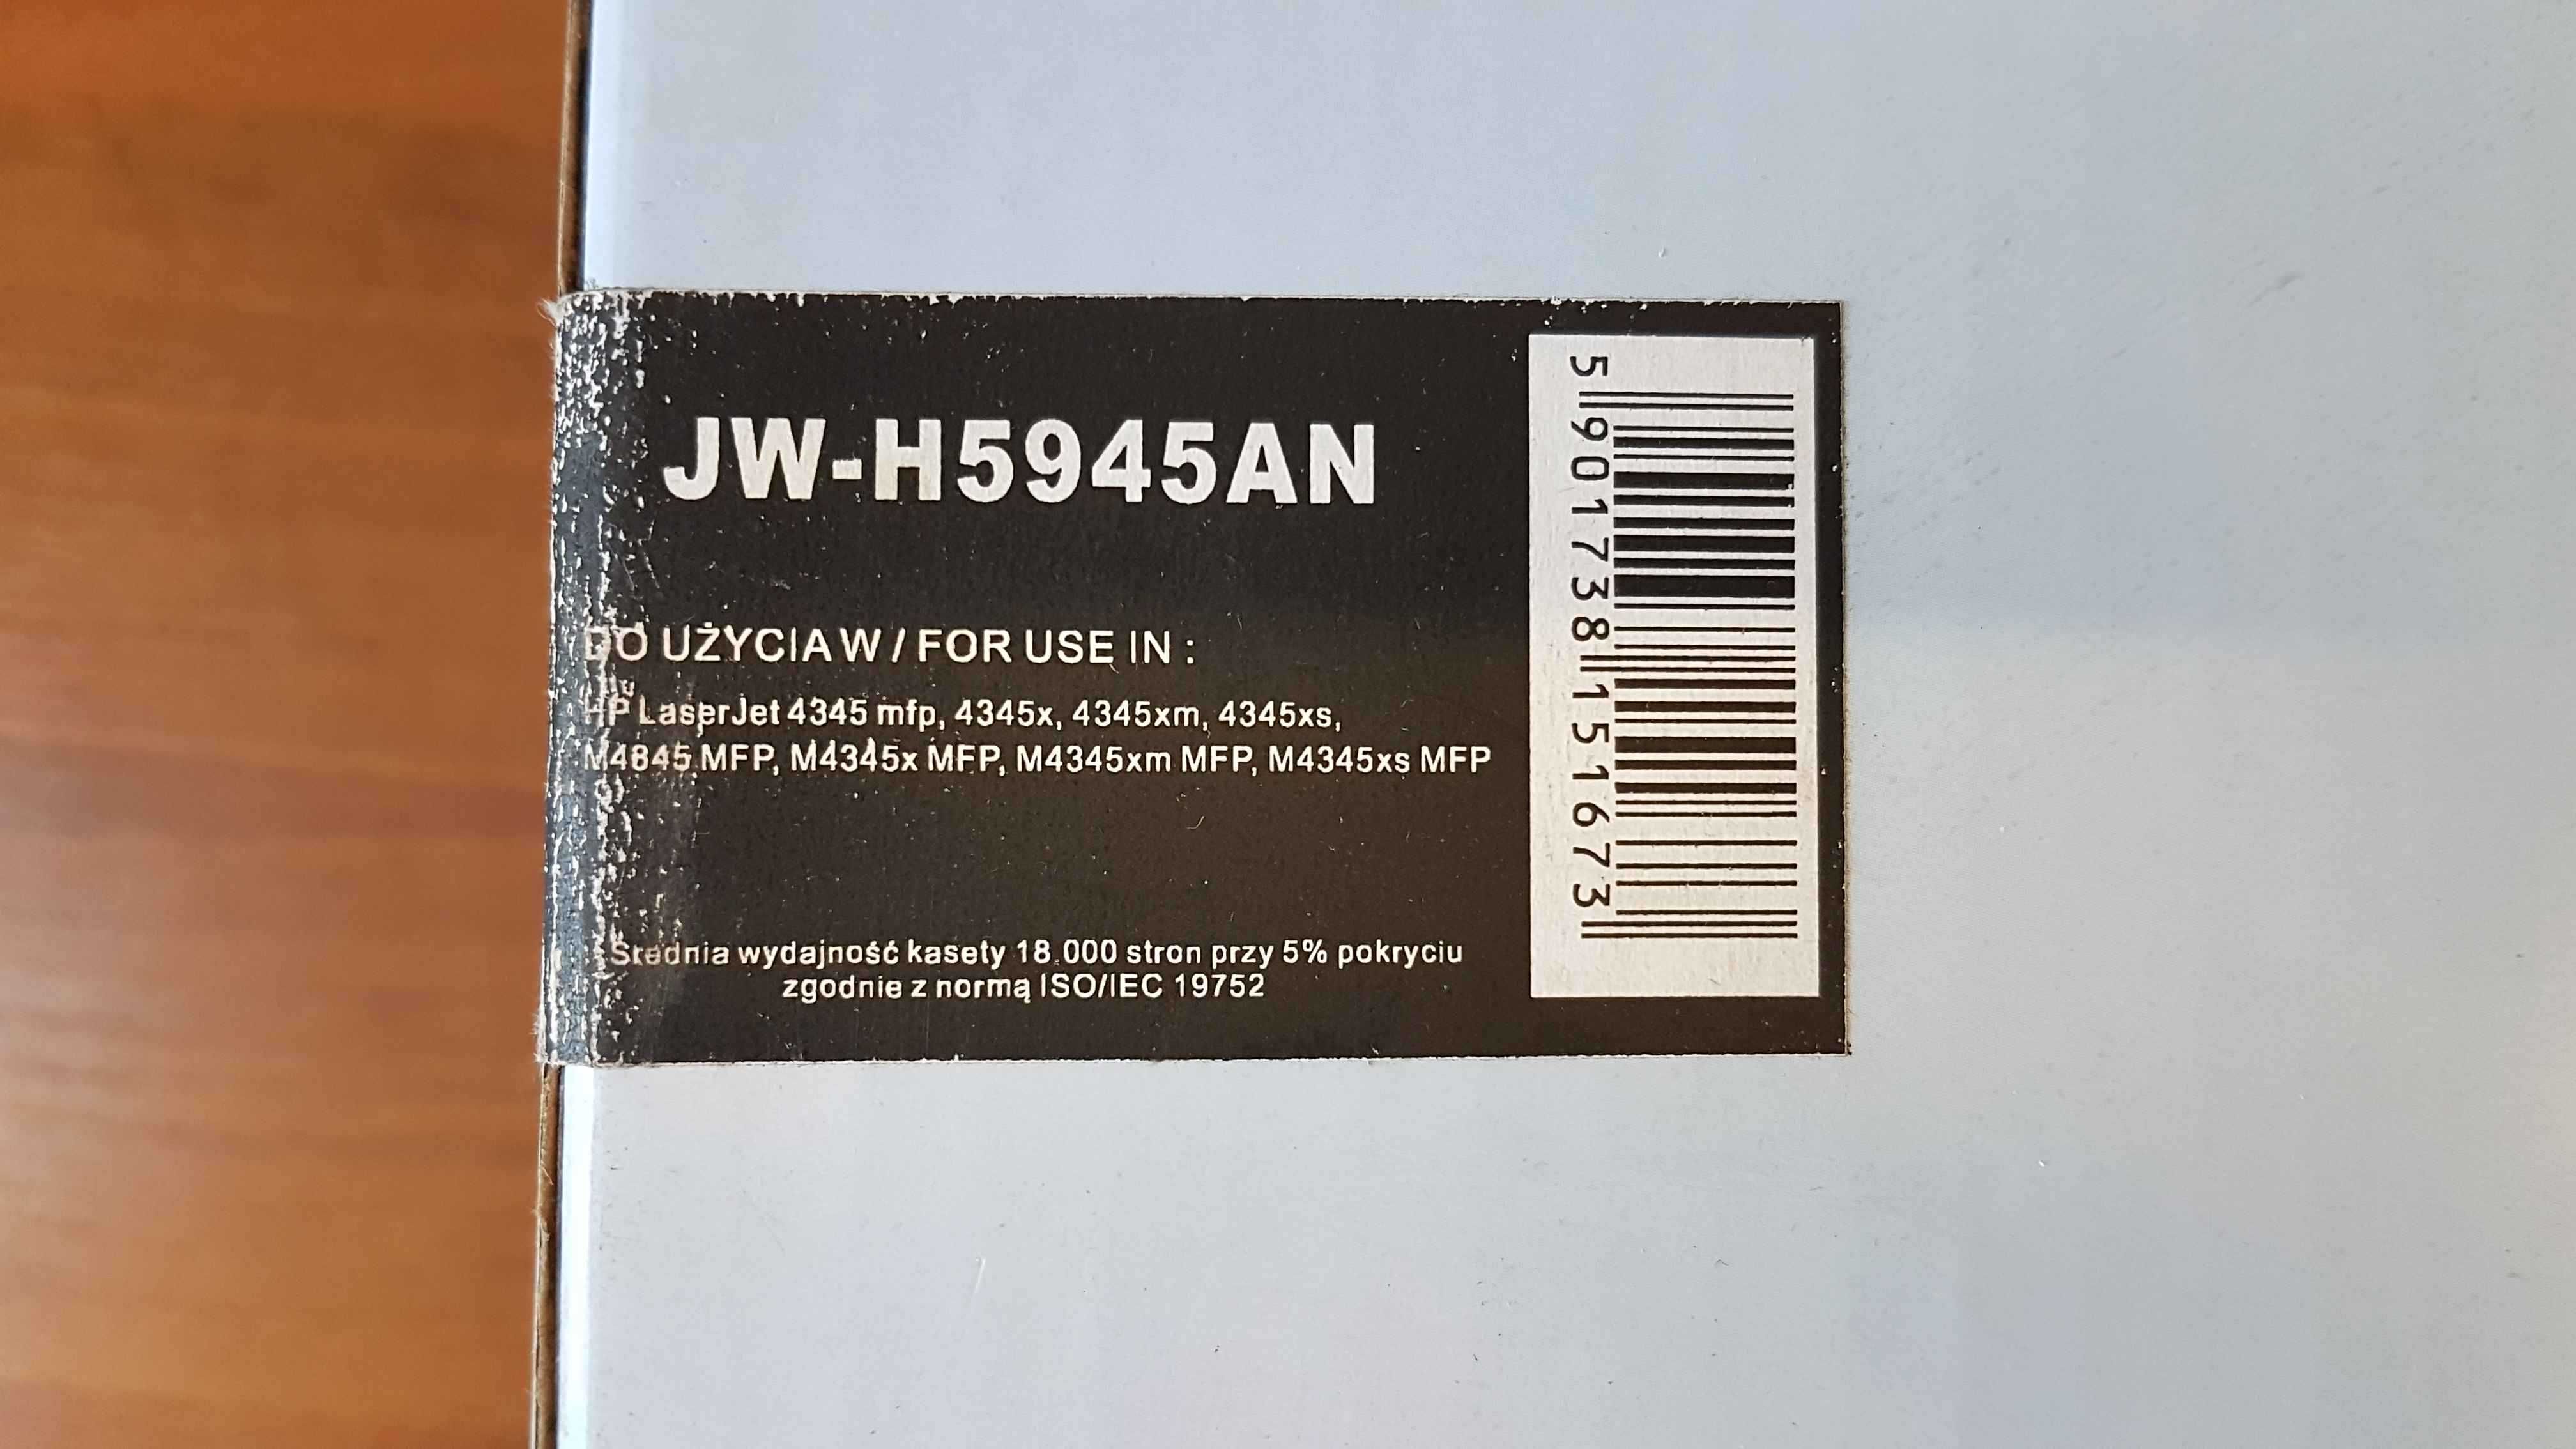 JW-H5945AN
DO UŻYCIA W / FOR USE IN :
HP LaserJet 4345 mfp, 4345x, 4345xm, 4345xs,
MFP, M4345x MFP, M4345xm MFP, M4345xs MFP
Średnia wydajność kasety 18.000 stron przy 5% pokryciu
zgodnie z normą ISO/IEC 19752
5 901738 151673